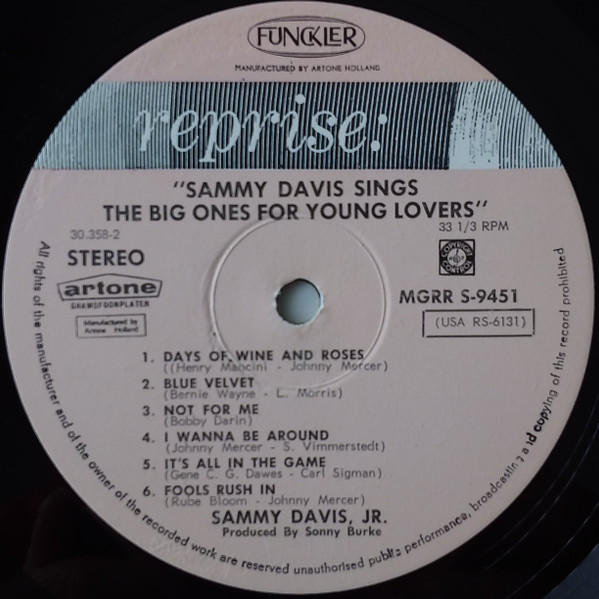 FUNCKLER
MANUFACTURED BY ARTONE HOLLAND
reprise:
"SAMMY DAVIS SINGS
THE BIG ONES FOR YOUNG LOVERS"
30.358-2
33 1/3 RPM
STEREO
artone
GRAMOFOONPLATEN
Manufactured by
Artone Holland
COPYRIGHT
CONTROL
MGRR S-9451
(USA RS-6131)
1. DAYS OF WINE AND ROSES
((Henry Mancini - Johnny Mercer)
2. BLUE VELVET
(Bernie Wayne - L. Morris)
3. NOT FOR ME
(Bobby Darin)
4. I WANNA BE AROUND
(Johnny Mercer - S. Vimmerstedt)
5. IT'S ALL IN THE GAME
(Gene C. G. Dawes - Carl Sigman)
6. FOOLS RUSH IN
(Rube Bloom - Johnny Mercer)
SAMMY DAVIS, JR.
Produced By Sonny Burke
All rights of the manufacturer and of the owner of the recorded work are reserved unauthorised public performance, broadcasting and copying of this record prohibited